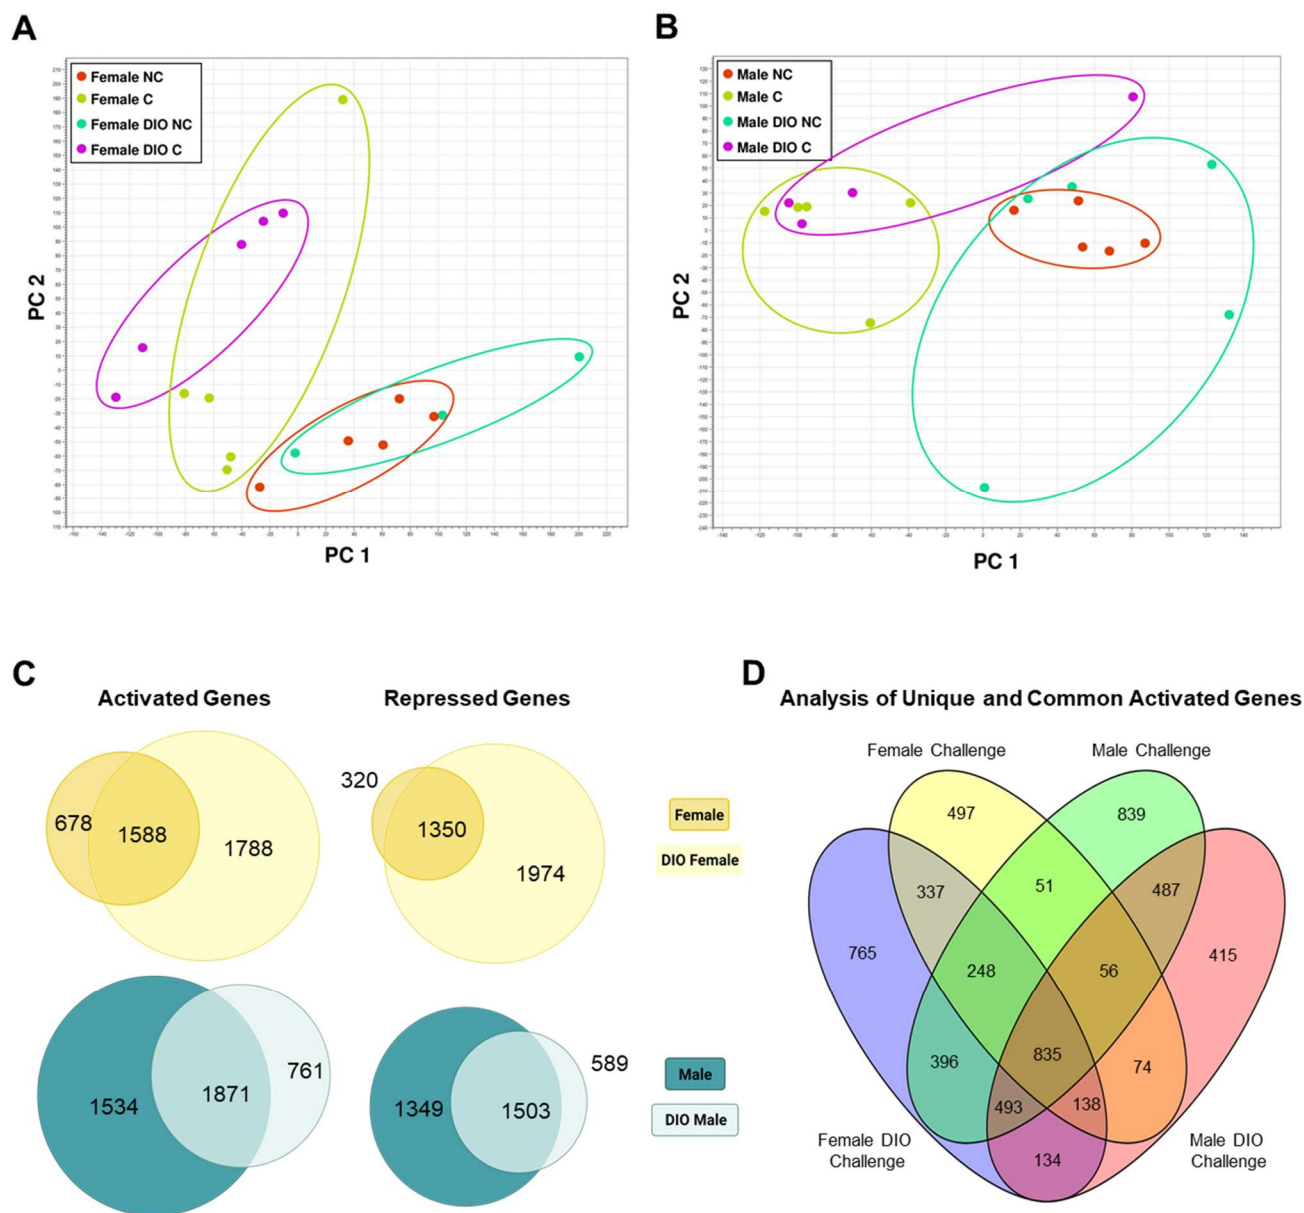 A
Female NC
Female C
Female DIO NC
Female DIO C
PC 2
PC 1
B
Male NC
Male C
Male DIO NC
Male DIO C
PC 2
PC 1
C
Activated Genes
Repressed Genes
678
1588
1788
320
1350
1974
Female
DIO Female
1534
1871
761
1349
1503
589
Male
DIO Male
D
Analysis of Unique and Common Activated Genes
Female Challenge
Male Challenge
497
839
337
51
487
765
248
56
415
396
835
74
493
138
134
Female DIO
Challenge
Male DIO
Challenge